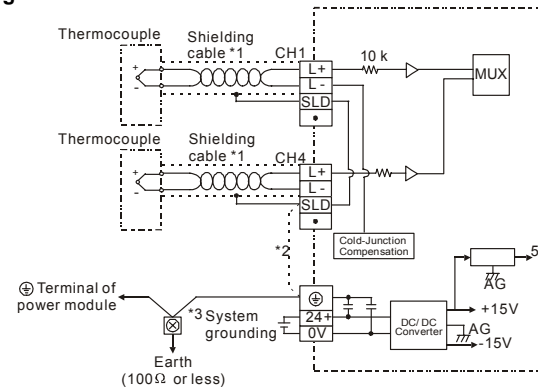 g
Thermocouple
Shielding
cable *1
CH1
L+
L -
SLD
10 k
MUX
Thermocouple
Shielding
cable *1
CH4
L+
L -
SLD
*2
Cold-Junction
Compensation
Terminal of
power module
*3 System
grounding
24+
0V
DC/ DC
Converter
5
AG
+15V
AG
-15V
Earth
(100Ω or less)